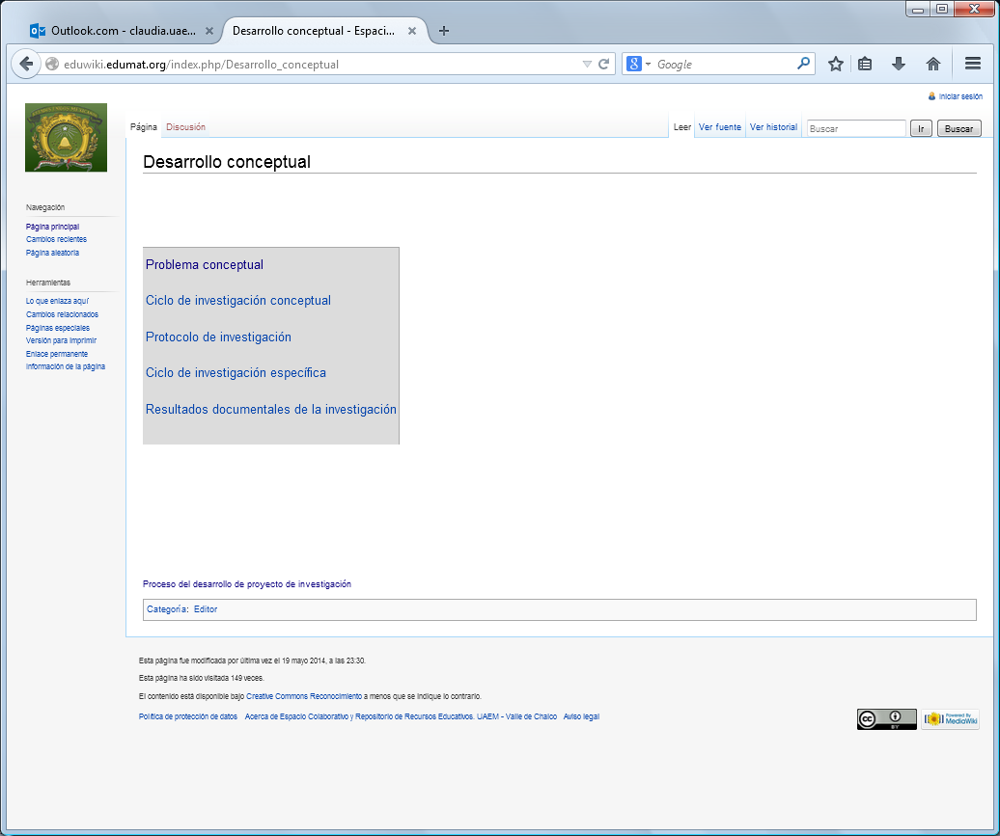 Outlook.com - claudia.uae...
Desarrollo conceptual - Espaci...
eduwiki.edumat.org/index.php/Desarrollo_conceptual
8 Google
Iniciar sesión
Página Discusión Leer Ver fuente Ver historial Buscar Ir Buscar
Desarrollo conceptual
Navegación
Página principal
Cambios recientes
Página aleatoria
Herramientas
Lo que enlaza aquí
Cambios relacionados
Páginas especiales
Versión para imprimir
Enlace permanente
Información de la página
Problema conceptual
Ciclo de investigación conceptual
Protocolo de investigación
Ciclo de investigación específica
Resultados documentales de la investigación
Proceso del desarrollo de proyecto de investigación
Categoría: Editor
Esta página fue modificada por última vez el 19 mayo 2014, a las 23:30.
Esta página ha sido visitada 149 veces.
El contenido está disponible bajo Creative Commons Reconocimiento a menos que se indique lo contrario.
Política de protección de datos Acerca de Espacio Colaborativo y Repositorio de Recursos Educativos. UAEM - Valle de Chalco Aviso legal
cc BY
Powered By
MediaWiki